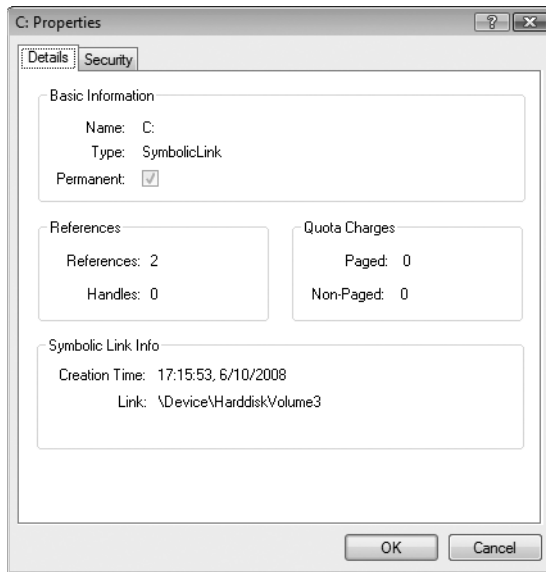 C: Properties
Details Security
Basic Information
Name: C:
Type: SymbolicLink
Permanent:
References
References: 2
Handles: 0
Quota Charges
Paged: 0
Non-Paged: 0
Symbolic Link Info
Creation Time: 17:15:53, 6/10/2008
Link: \Device\HarddiskVolume3
OK Cancel